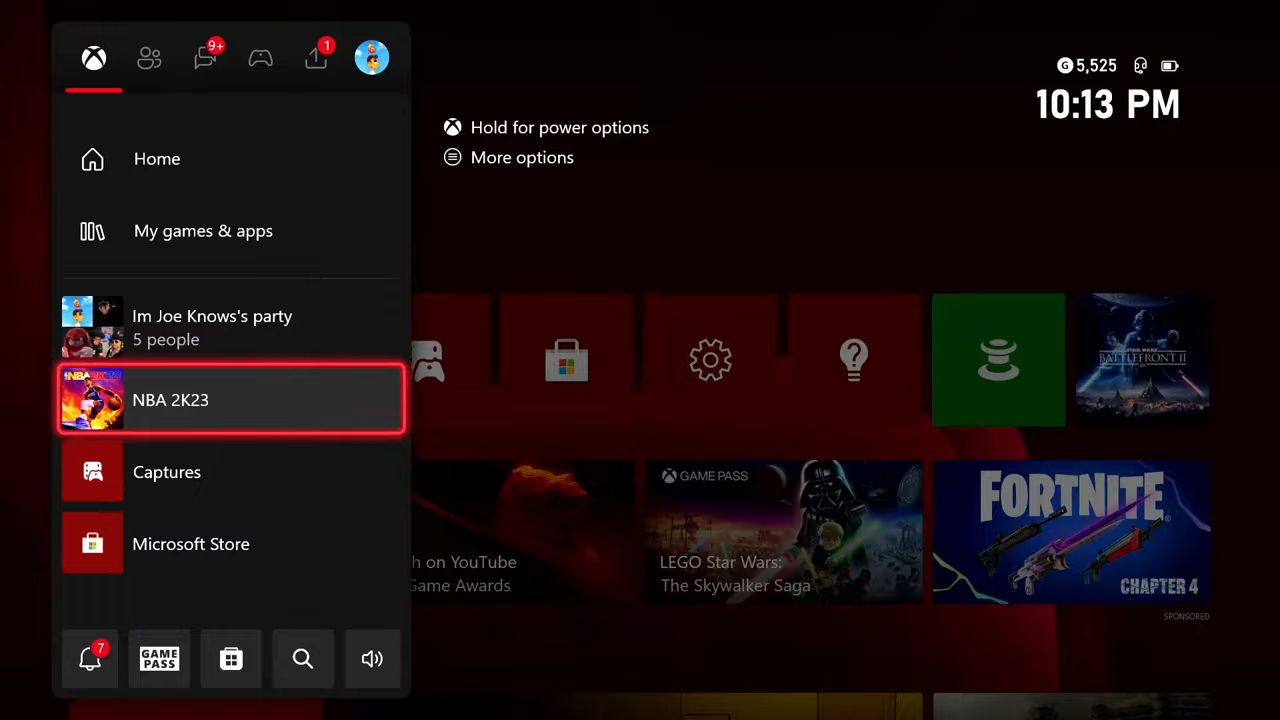 9+
1
Home
My games & apps
Im Joe Knows's party
5 people
NBA 2K23
Captures
Microsoft Store
7
GAME
PASS
Hold for power options
More options
G 5,525
10:13 PM
STAR WARS
BATTLEFRONT II
h on YouTube
Game Awards
GAME PASS
LEGO Star Wars:
The Skywalker Saga
FORTNITE
CHAPTER 4
SPONSORED